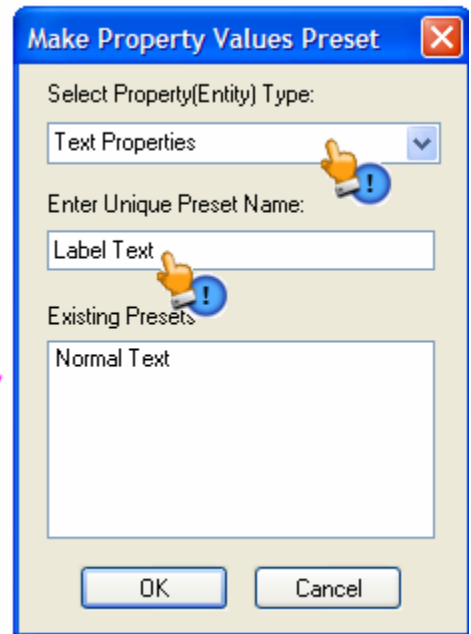 Make Property Values Preset
Select Property(Entity) Type:
Text Properties
!
Enter Unique Preset Name:
Label Text
!
Existing Presets
Normal Text
OK
Cancel